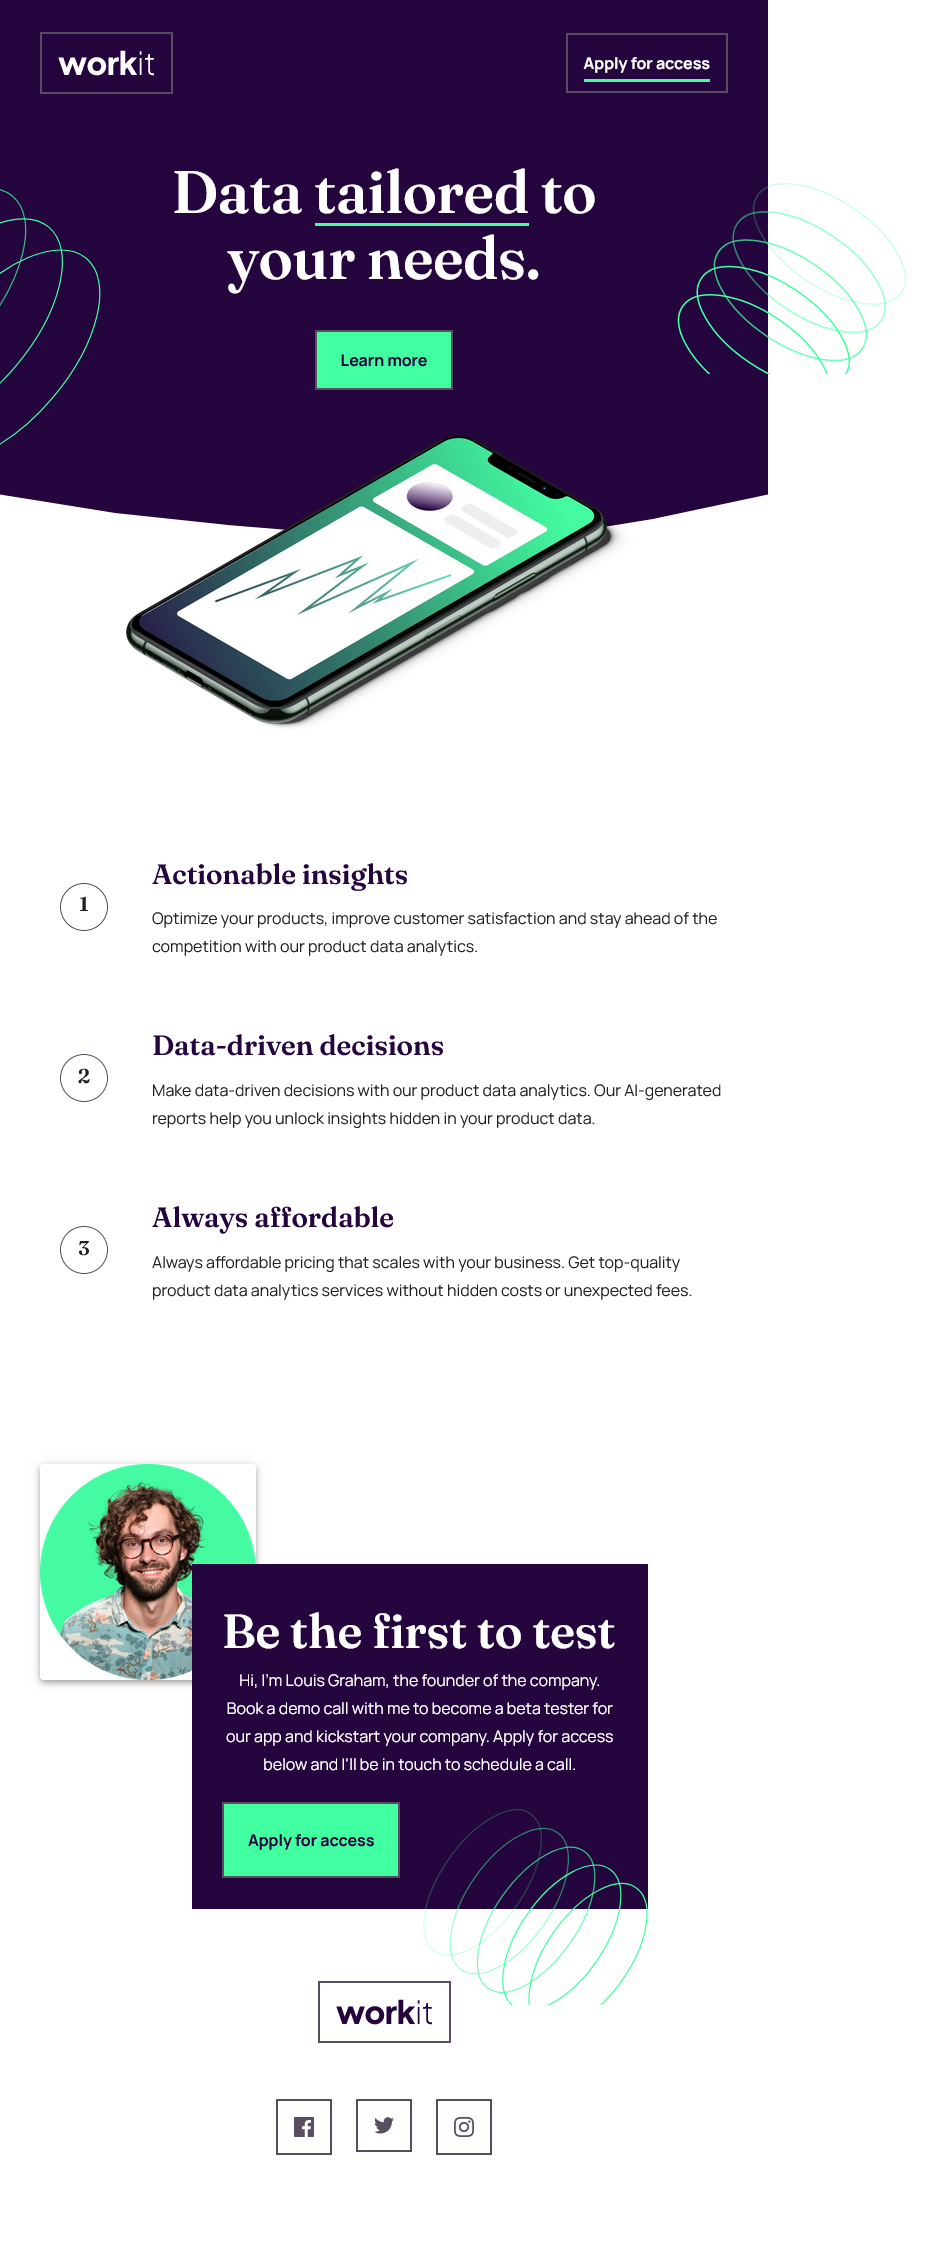 workit
Apply for access
Data tailored to
your needs.
Learn more
1
Actionable insights
Optimize your products, improve customer satisfaction and stay ahead of the
competition with our product data analytics.
2
Data-driven decisions
Make data-driven decisions with our product data analytics. Our AI-generated
reports help you unlock insights hidden in your product data.
3
Always affordable
Always affordable pricing that scales with your business. Get top-quality
product data analytics services without hidden costs or unexpected fees.
Be the first to test
Hi, I'm Louis Graham, the founder of the company.
Book a demo call with me to become a beta tester for
our app and kickstart your company. Apply for access
below and I'll be in touch to schedule a call.
Apply for access
workit